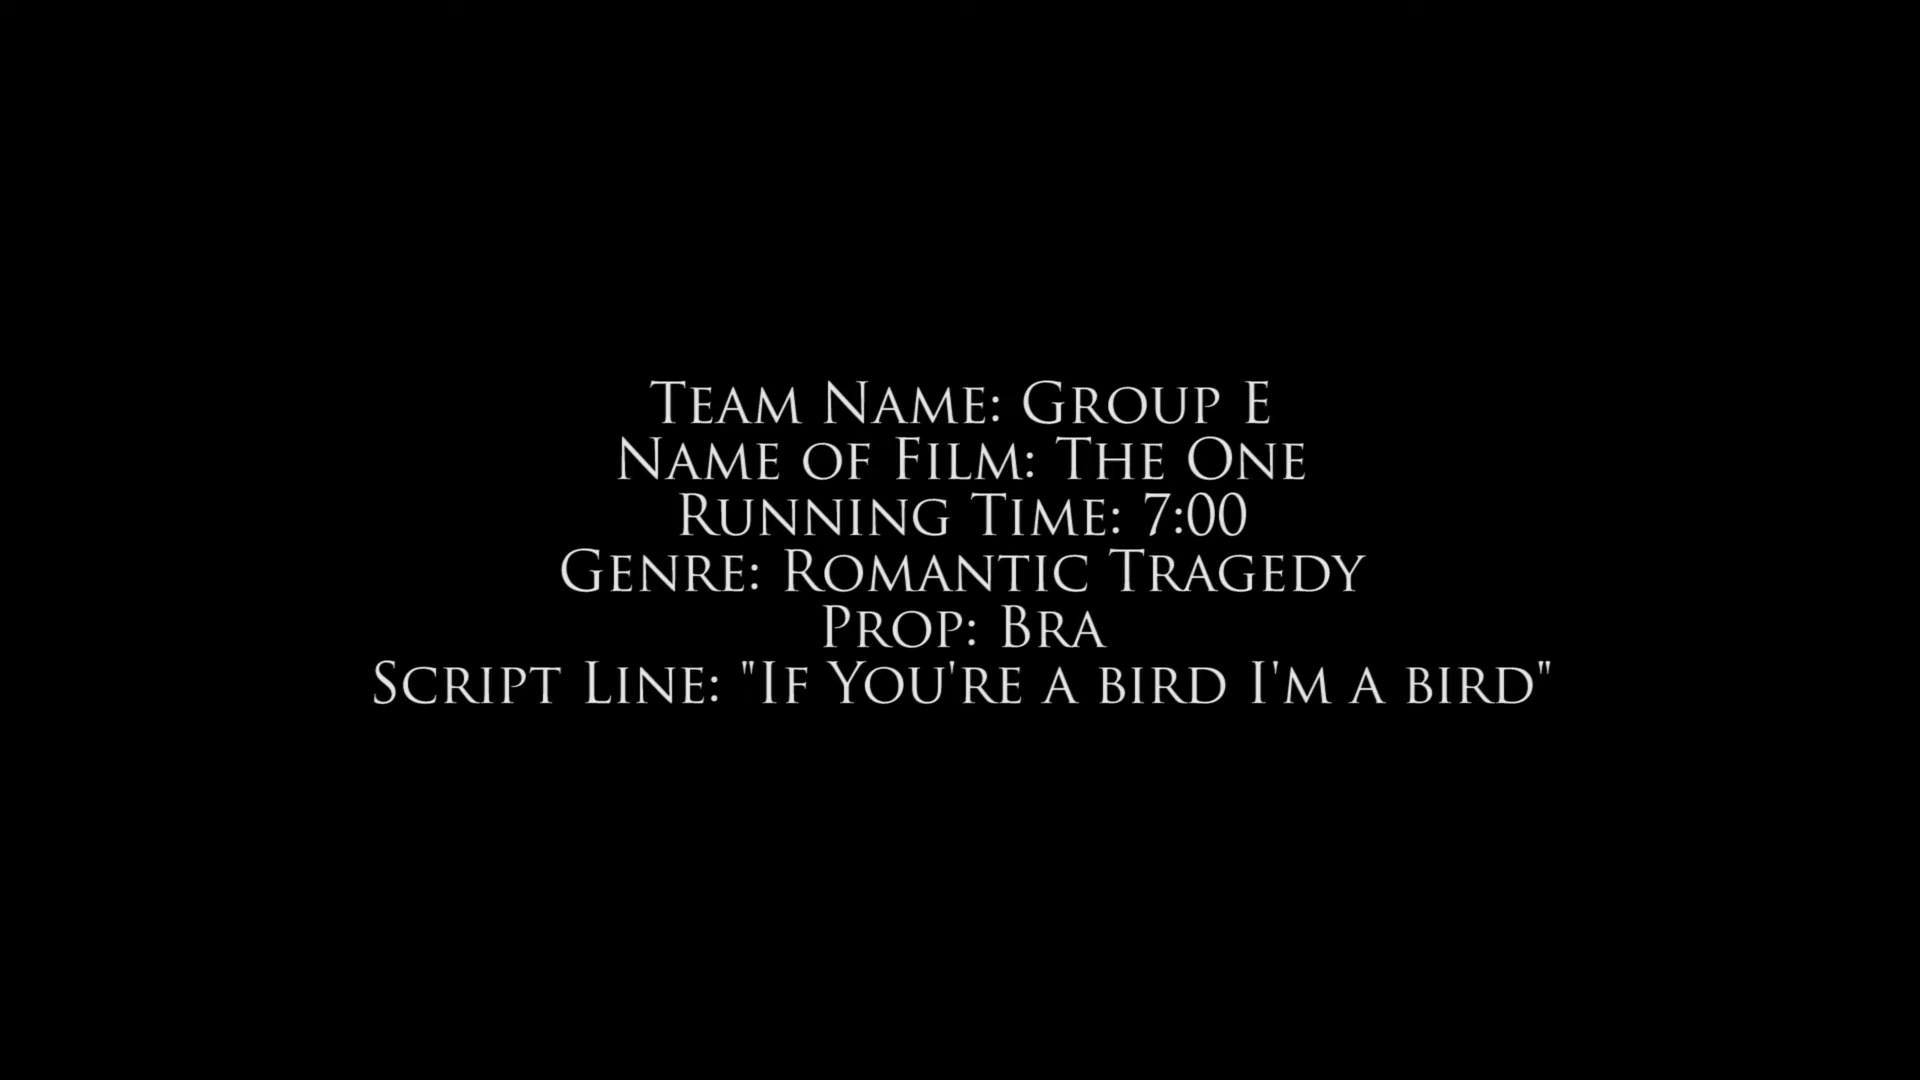 Team Name: Group E
Name of Film: The One
Running Time: 7:00
Genre: Romantic Tragedy
Prop: Bra
Script Line: "If You're a bird I'm a bird"